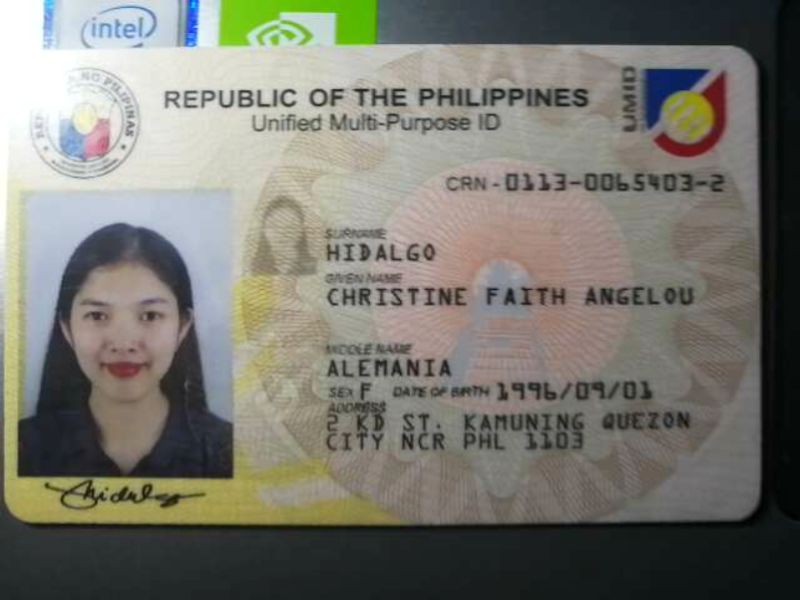 intel
REPUBLIC OF THE PHILIPPINES
Unified Multi-Purpose ID
UMID
CRN - 0113-0065403-2
SURNAME
HIDALGO
GIVEN NAME
CHRISTINE FAITH ANGELOU
MIDDLE NAME
ALEMANIA
SEX F DATE OF BIRTH 1996/09/01
ADDRESS
2 KD ST. KAMUNING QUEZON
CITY NCR PHL 1103